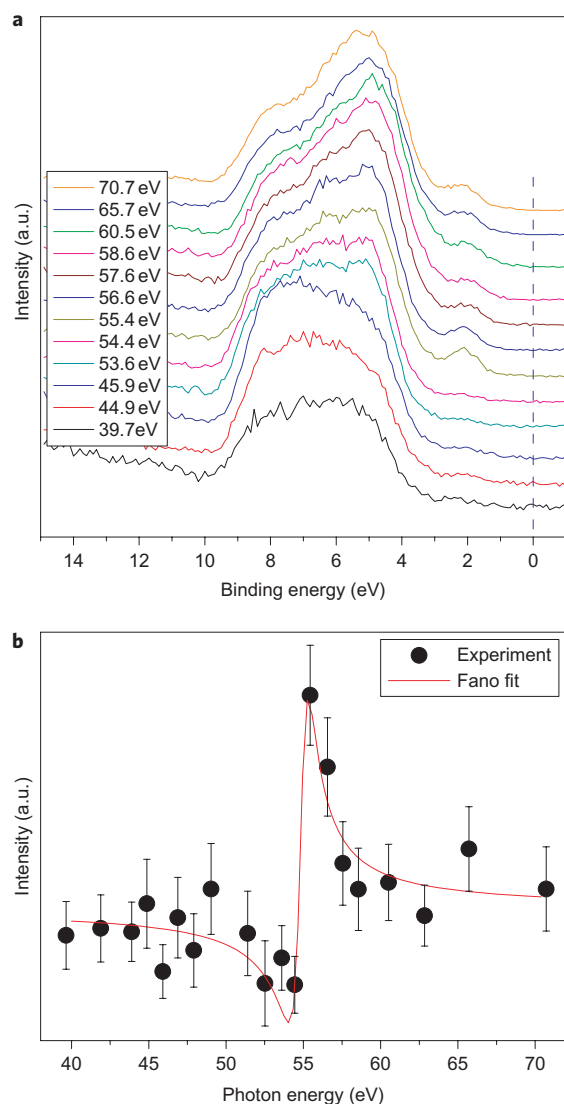 a
Intensity (a.u.)
70.7 eV
65.7 eV
60.5 eV
58.6 eV
57.6 eV
56.6 eV
55.4 eV
54.4 eV
53.6 eV
45.9 eV
44.9 eV
39.7eV
14 12 10 8 6 4 2 0
Binding energy (eV)
b
Intensity (a.u.)
Experiment
Fano fit
40 45 50 55 60 65 70
Photon energy (eV)